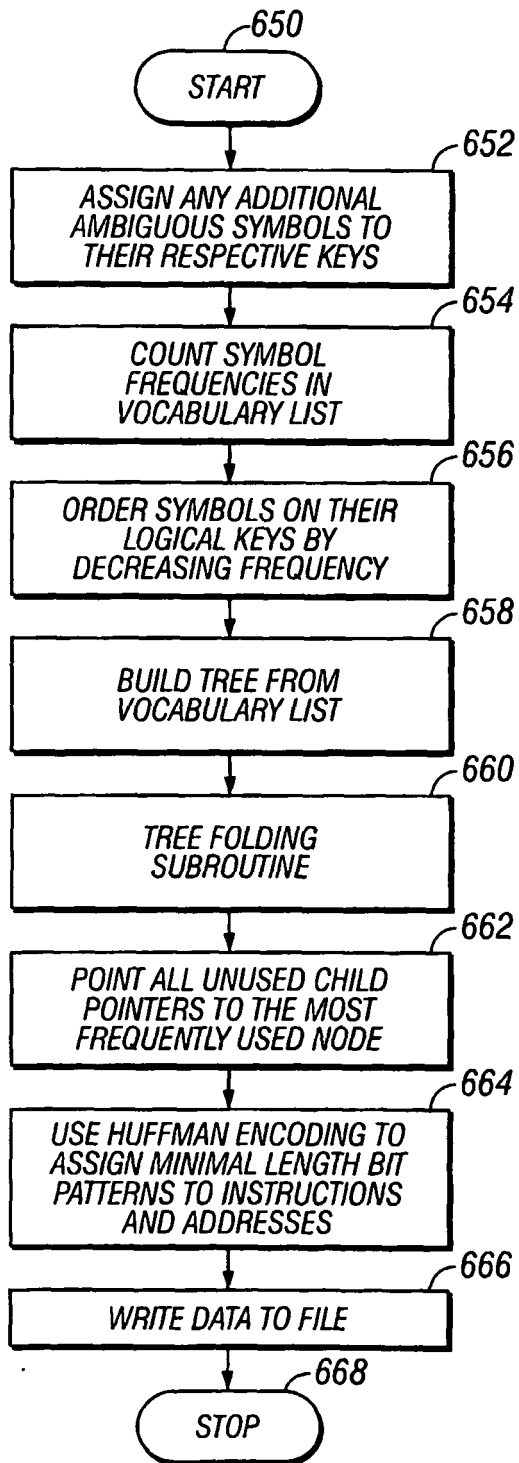 650
START
652
ASSIGN ANY ADDITIONAL
AMBIGUOUS SYMBOLS TO
THEIR RESPECTIVE KEYS
654
COUNT SYMBOL
FREQUENCIES IN
VOCABULARY LIST
656
ORDER SYMBOLS ON THEIR
LOGICAL KEYS BY
DECREASING FREQUENCY
658
BUILD TREE FROM
VOCABULARY LIST
660
TREE FOLDING
SUBROUTINE
662
POINT ALL UNUSED CHILD
POINTERS TO THE MOST
FREQUENTLY USED NODE
664
USE HUFFMAN ENCODING TO
ASSIGN MINIMAL LENGTH BIT
PATTERNS TO INSTRUCTIONS
AND ADDRESSES
666
WRITE DATA TO FILE
668
STOP